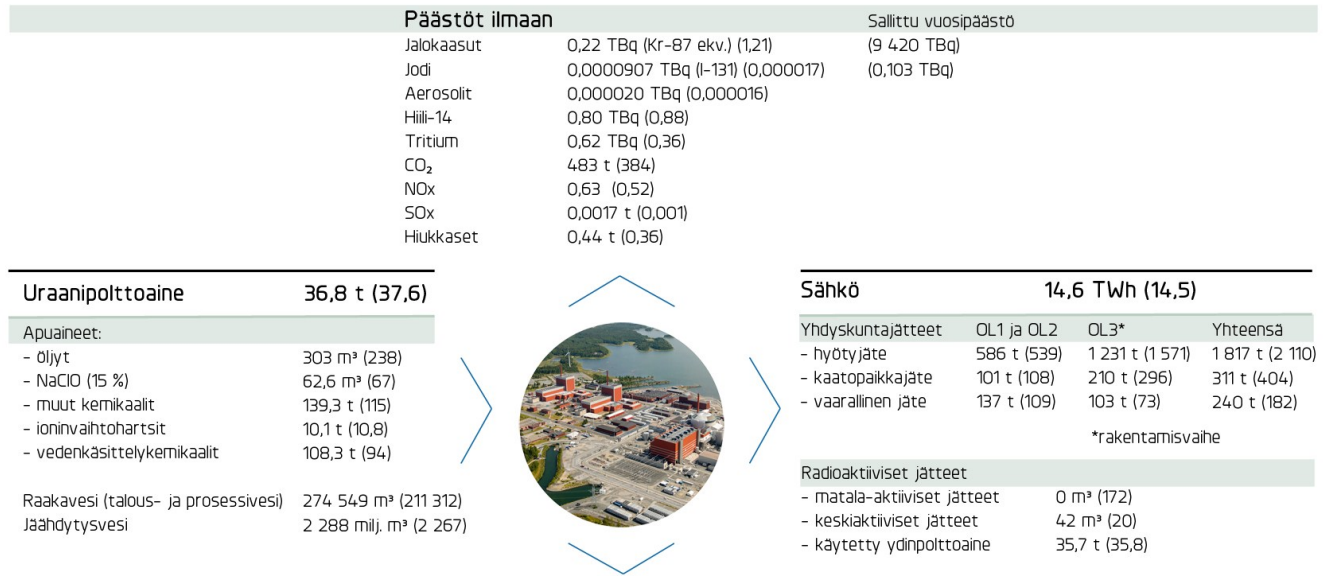 Päästöt ilmaan Sallittu vuosipäästö
Jalokaasut 0,22 TBq (Kr-87 ekv.) (1,21) (9 420 TBq)
Jodi 0,0000907 TBq (I-131) (0,000017) (0,103 TBq)
Aerosolit 0,000020 TBq (0,000016)
Hiili-14 0,80 TBq (0,88)
Tritium 0,62 TBq (0,36)
CO₂ 483 t (384)
NOx 0,63 (0,52)
SOx 0,0017 t (0,001)
Hiukkaset 0,44 t (0,36)
Uraanipolttoaine 36,8 t (37,6)
Apuaineet:
- öljyt 303 m³ (238)
- NaClO (15 %) 62,6 m³ (67)
- muut kemikaalit 139,3 t (115)
- ioninvaihtohartsit 10,1 t (10,8)
- vedenkäsittelykemikaalit 108,3 t (94)
Raakavesi (talous- ja prosessivesi) 274 549 m³ (211 312)
Jäähdytysvesi 2 288 milj. m³ (2 267)
Sähkö 14,6 TWh (14,5)
Yhdyskuntajätteet OL1 ja OL2 OL3* Yhteensä
- hyötyjäte 586 t (539) 1 231 t (1 571) 1 817 t (2 110)
- kaatopaikkajäte 101 t (108) 210 t (296) 311 t (404)
- vaarallinen jäte 137 t (109) 103 t (73) 240 t (182)
*rakentamisvaihe
Radioaktiiviset jätteet
- matala-aktiiviset jätteet 0 m³ (172)
- keskiaktiiviset jätteet 42 m³ (20)
- käytetty ydinpolttoaine 35,7 t (35,8)